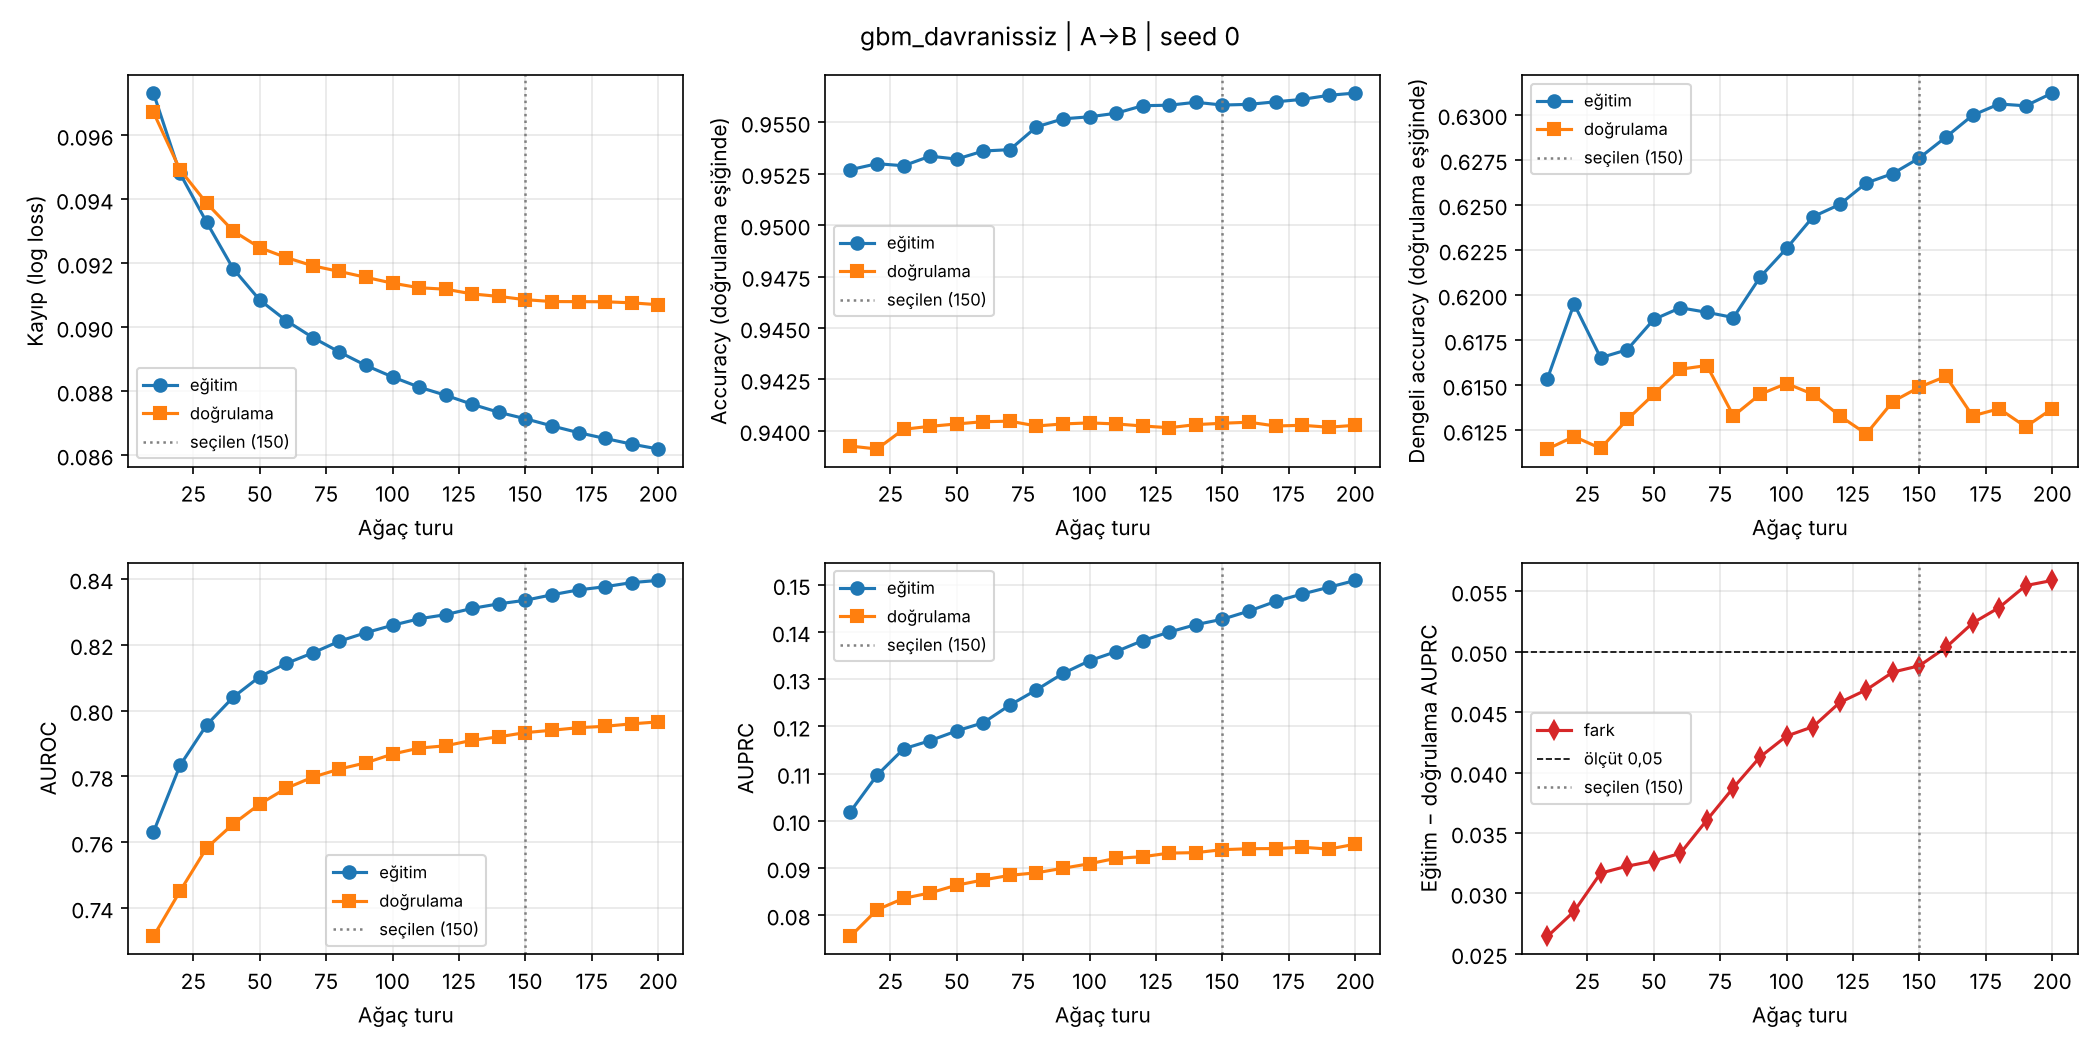 gbm_davranissiz | A→B | seed 0
Kayıp (log loss)
0.096
0.094
0.092
0.090
0.088
0.086
eğitim
doğrulama
seçilen (150)
25 50 75 100 125 150 175 200
Ağaç turu
Accuracy (doğrulama eşiğinde)
0.9550
0.9525
0.9500
0.9475
0.9450
0.9425
0.9400
eğitim
doğrulama
seçilen (150)
25 50 75 100 125 150 175 200
Ağaç turu
Dengeli accuracy (doğrulama eşiğinde)
0.6300
0.6275
0.6250
0.6225
0.6200
0.6175
0.6150
0.6125
eğitim
doğrulama
seçilen (150)
25 50 75 100 125 150 175 200
Ağaç turu
AUROC
0.84
0.82
0.80
0.78
0.76
0.74
eğitim
doğrulama
seçilen (150)
25 50 75 100 125 150 175 200
Ağaç turu
AUPRC
0.15
0.14
0.13
0.12
0.11
0.10
0.09
0.08
eğitim
doğrulama
seçilen (150)
25 50 75 100 125 150 175 200
Ağaç turu
Eğitim − doğrulama AUPRC
0.055
0.050
0.045
0.040
0.035
0.030
0.025
fark
ölçüt 0,05
seçilen (150)
25 50 75 100 125 150 175 200
Ağaç turu